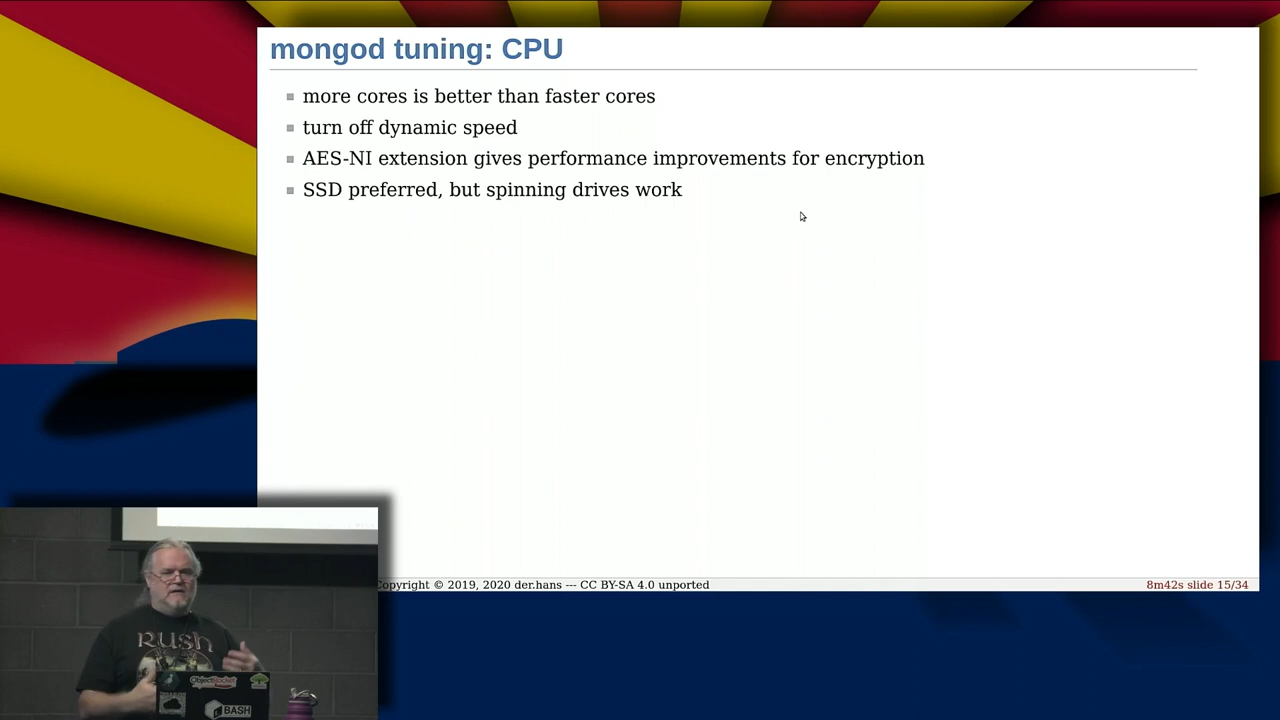 mongod tuning: CPU
more cores is better than faster cores
turn off dynamic speed
AES-NI extension gives performance improvements for encryption
SSD preferred, but spinning drives work
opyright © 2019, 2020 der.hans --- CC BY-SA 4.0 unported
8m42s slide 15/34
RUSH
ObjectRocket
BASH